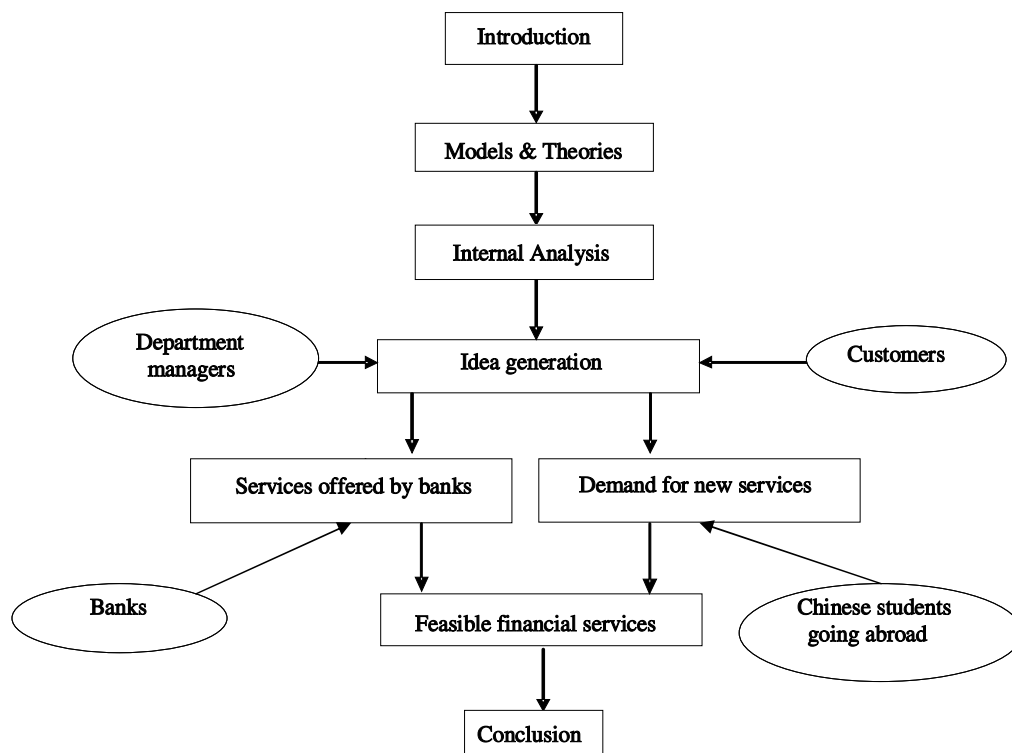 Introduction
Models & Theories
Internal Analysis
Department
managers
Idea generation
Customers
Services offered by banks
Demand for new services
Banks
Feasible financial services
Chinese students
going abroad
Conclusion